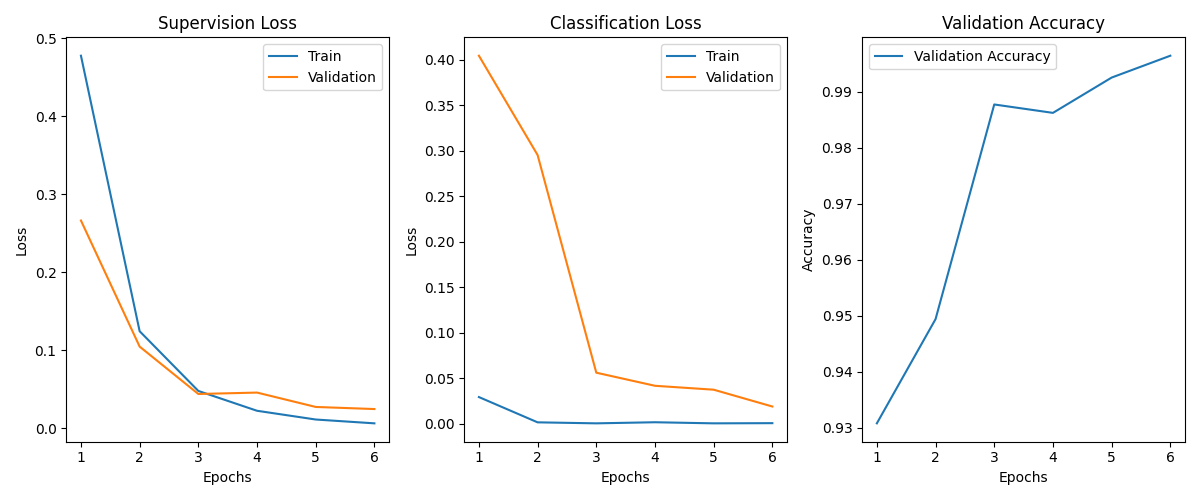 Supervision Loss
Loss
0.5
0.4
0.3
0.2
0.1
0.0
Train
Validation
1 2 3 4 5 6
Epochs
Classification Loss
Loss
0.40
0.35
0.30
0.25
0.20
0.15
0.10
0.05
0.00
Train
Validation
1 2 3 4 5 6
Epochs
Validation Accuracy
Accuracy
0.99
0.98
0.97
0.96
0.95
0.94
0.93
Validation Accuracy
1 2 3 4 5 6
Epochs